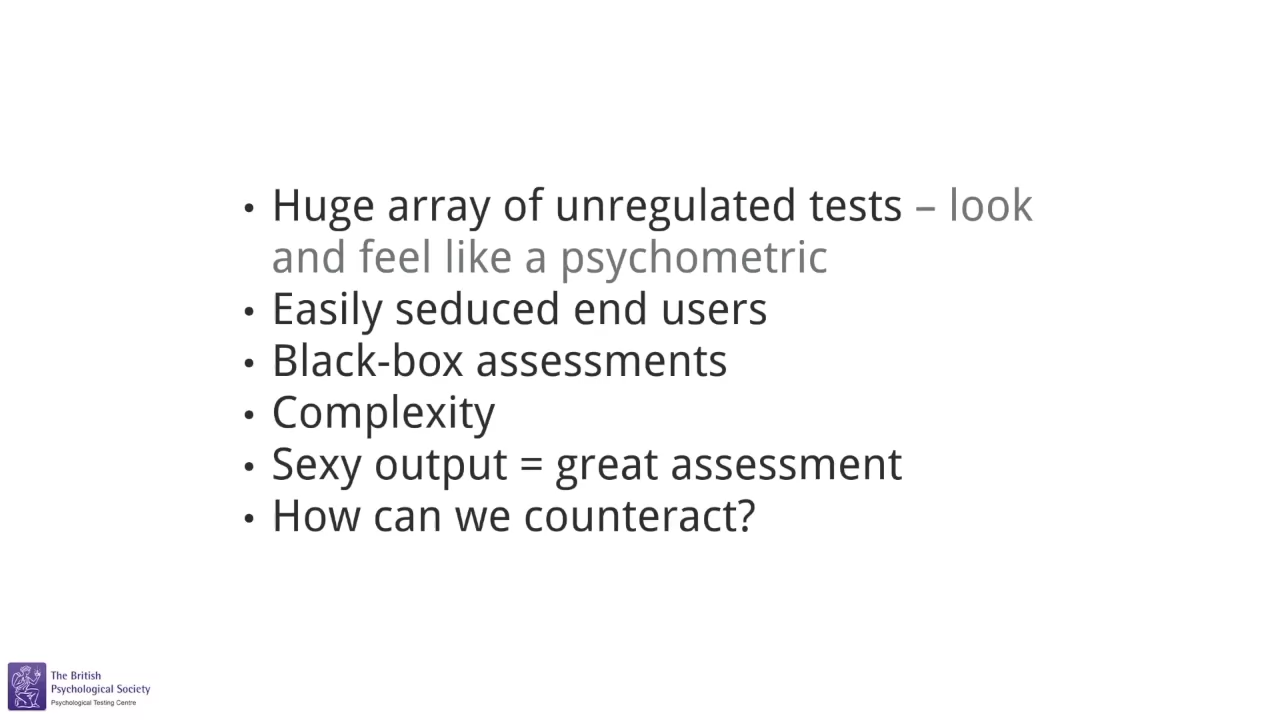 • Huge array of unregulated tests – look
and feel like a psychometric
• Easily seduced end users
• Black-box assessments
• Complexity
• Sexy output = great assessment
• How can we counteract?
The British
Psychological Society
Psychological Testing Centre